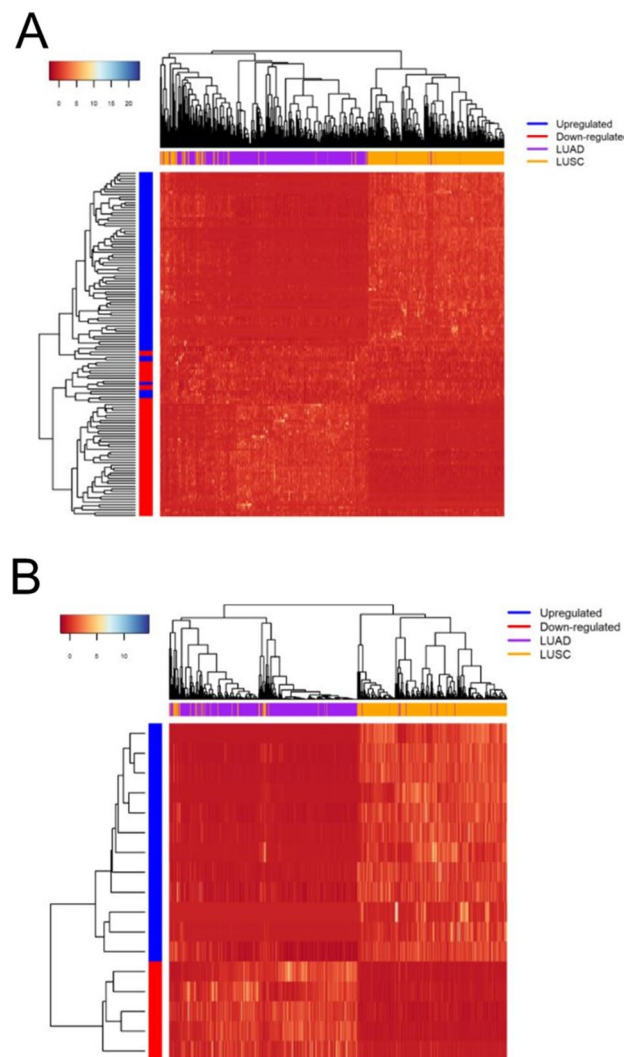 A
0 5 10 15 20
Upregulated
Down-regulated
LUAD
LUSC
B
0 5 10
Upregulated
Down-regulated
LUAD
LUSC